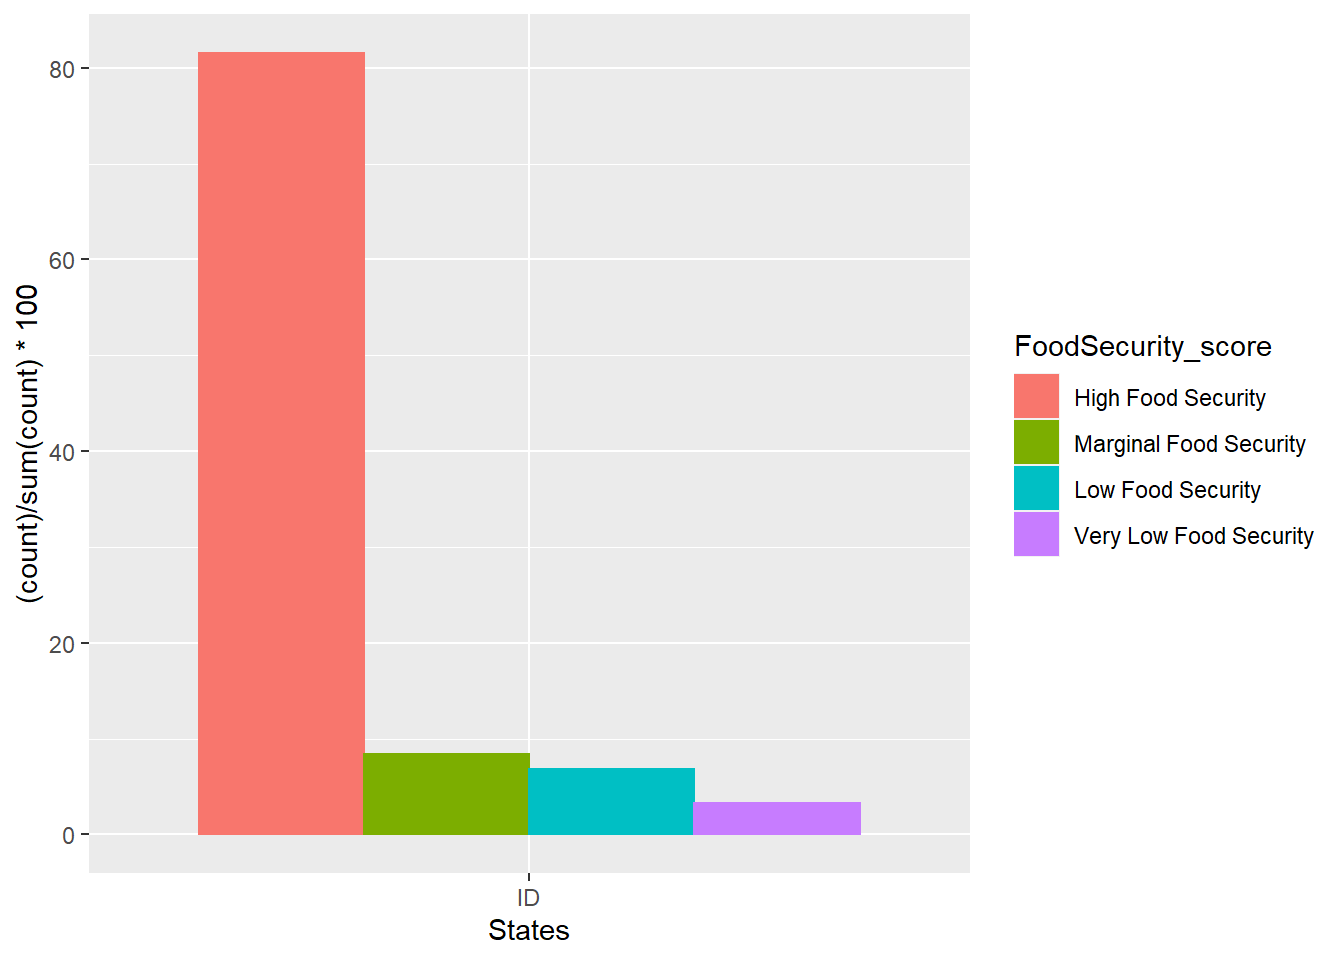 80
60
40
20
0
(count)/sum(count) * 100
ID
States
FoodSecurity_score
High Food Security
Marginal Food Security
Low Food Security
Very Low Food Security